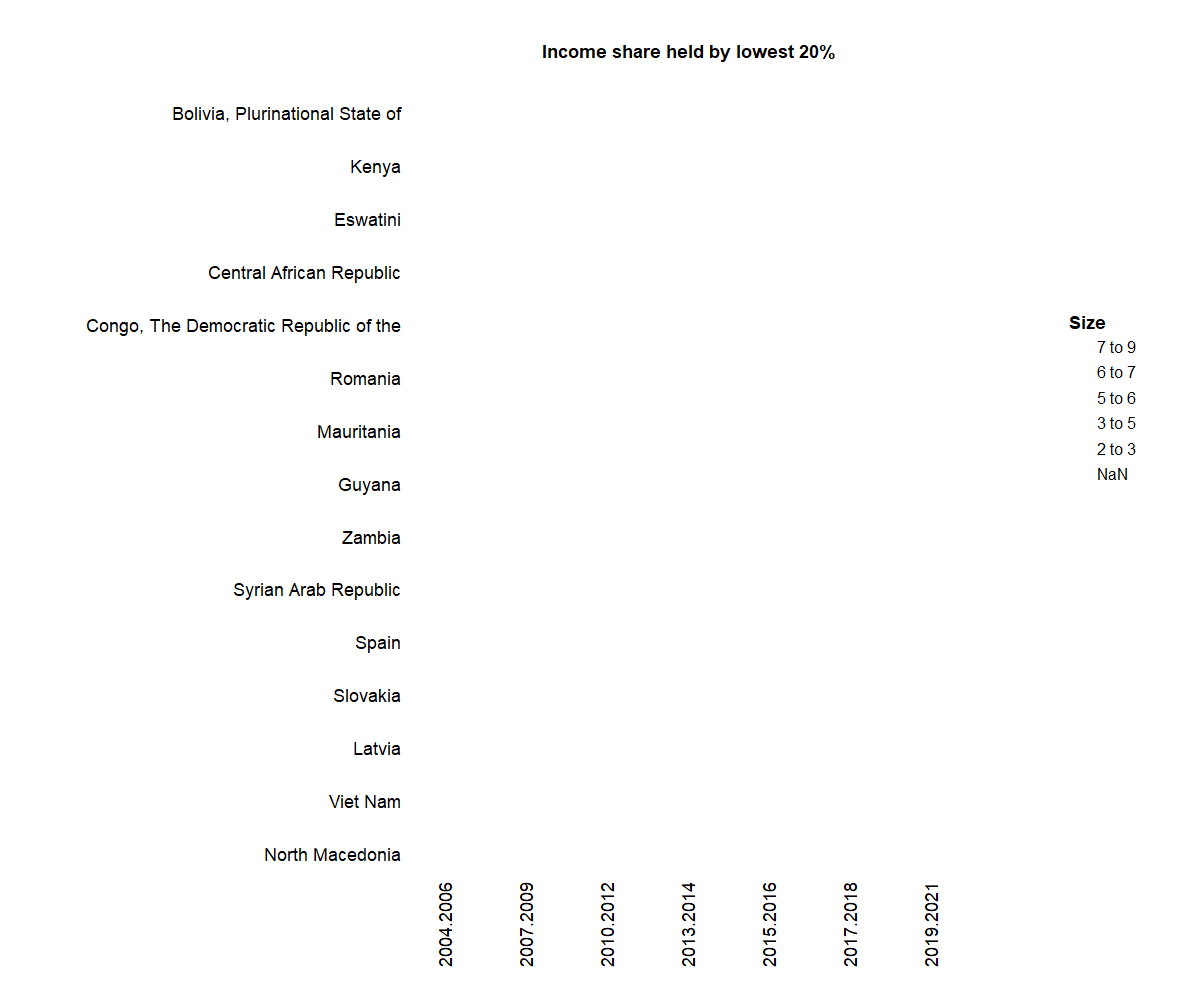 Income share held by lowest 20%
Bolivia, Plurinational State of
Kenya
Eswatini
Central African Republic
Congo, The Democratic Republic of the
Romania
Mauritania
Guyana
Zambia
Syrian Arab Republic
Spain
Slovakia
Latvia
Viet Nam
North Macedonia
2004.2006
2007.2009
2010.2012
2013.2014
2015.2016
2017.2018
2019.2021
Size
7 to 9
6 to 7
5 to 6
3 to 5
2 to 3
NaN